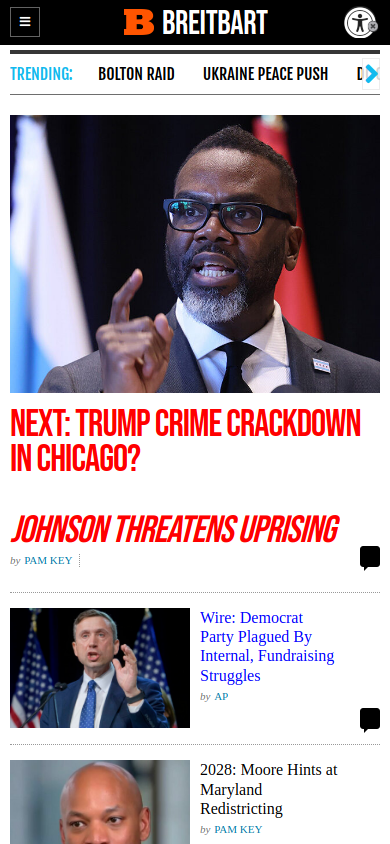 BREITBART
TRENDING:
BOLTON RAID
UKRAINE PEACE PUSH
NEXT: TRUMP CRIME CRACKDOWN
IN CHICAGO?
JOHNSON THREATENS UPRISING
by PAM KEY
Wire: Democrat
Party Plagued By
Internal, Fundraising
Struggles
by AP
2028: Moore Hints at
Maryland
Redistricting
by PAM KEY